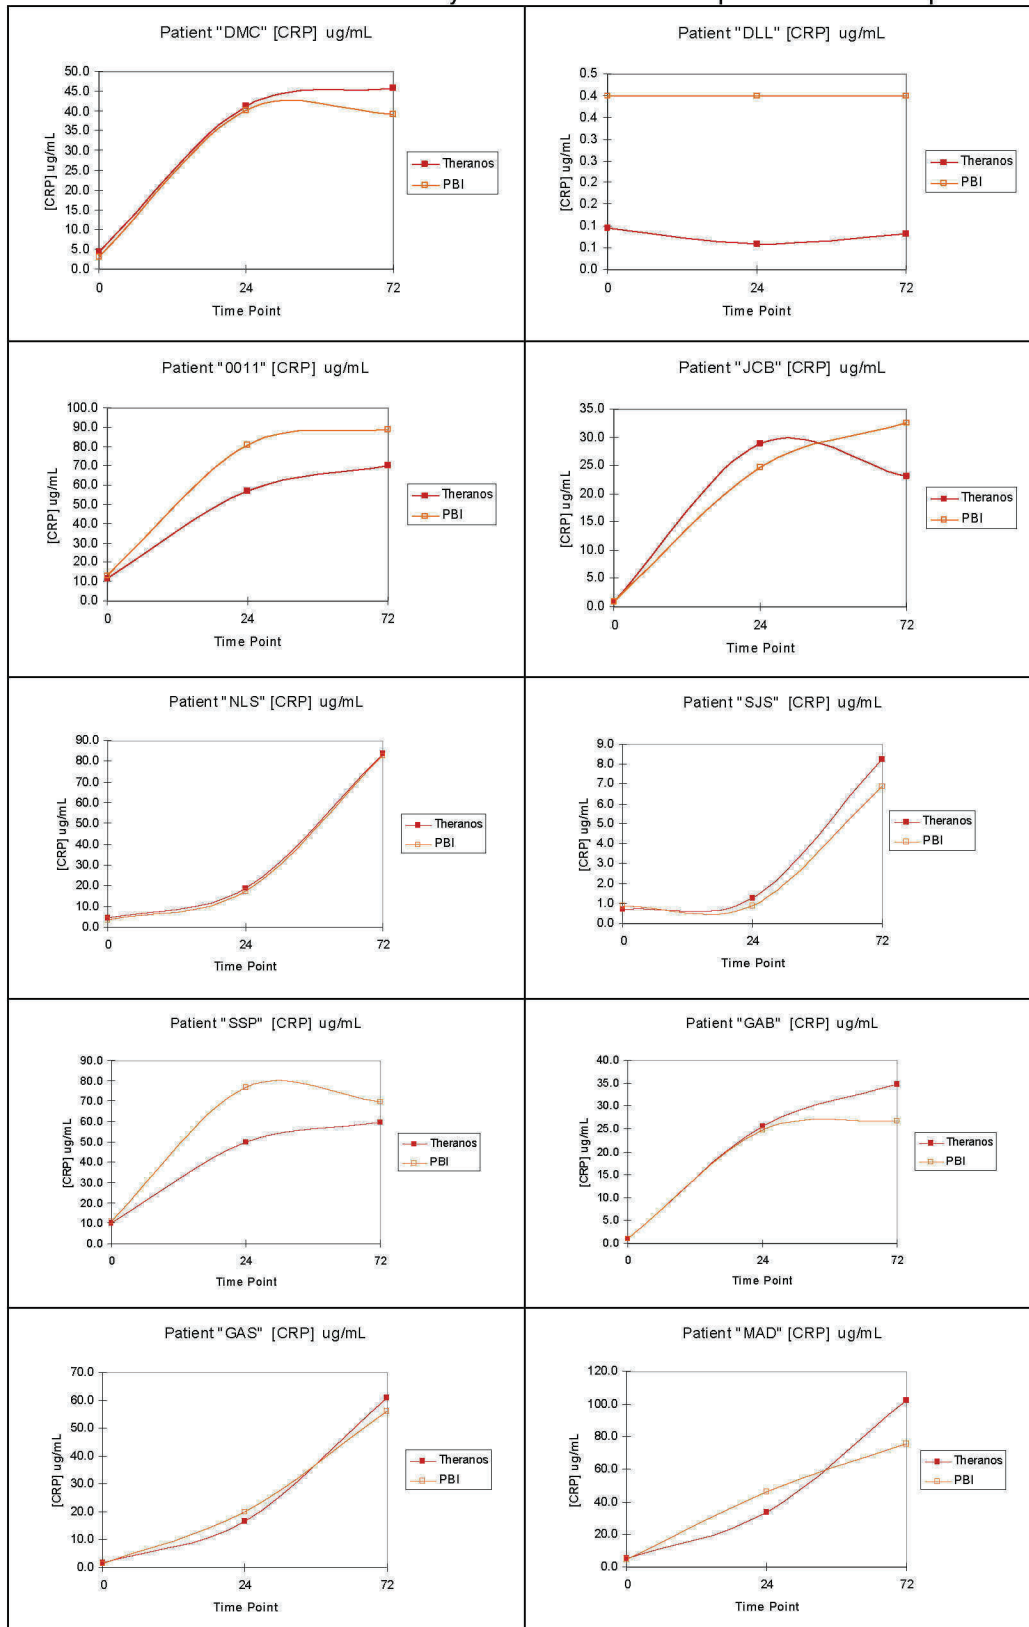 Patient "DMC" [CRP] ug/mL
50.0
45.0
40.0
35.0
30.0
25.0
20.0
15.0
10.0
5.0
0.0
[CRP] ug/mL
0 24 72
Time Point
Theranos
PBI
Patient "DLL" [CRP] ug/mL
0.5
0.4
0.4
0.3
0.3
0.2
0.2
0.1
0.1
0.0
[CRP] ug/mL
0 24 72
Time Point
Theranos
PBI
Patient "0011" [CRP] ug/mL
100.0
90.0
80.0
70.0
60.0
50.0
40.0
30.0
20.0
10.0
0.0
[CRP] ug/mL
0 24 72
Time Point
Theranos
PBI
Patient "JCB" [CRP] ug/mL
35.0
30.0
25.0
20.0
15.0
10.0
5.0
0.0
[CRP] ug/mL
0 24 72
Time Point
Theranos
PBI
Patient "NLS" [CRP] ug/mL
90.0
80.0
70.0
60.0
50.0
40.0
30.0
20.0
10.0
0.0
[CRP] ug/mL
0 24 72
Time Point
Theranos
PBI
Patient "SJS" [CRP] ug/mL
9.0
8.0
7.0
6.0
5.0
4.0
3.0
2.0
1.0
0.0
[CRP] ug/mL
0 24 72
Time Point
Theranos
PBI
Patient "SSP" [CRP] ug/mL
90.0
80.0
70.0
60.0
50.0
40.0
30.0
20.0
10.0
0.0
[CRP] ug/mL
0 24 72
Time Point
Theranos
PBI
Patient "GAB" [CRP] ug/mL
40.0
35.0
30.0
25.0
20.0
15.0
10.0
5.0
0.0
[CRP] ug/mL
0 24 72
Time Point
Theranos
PBI
Patient "GAS" [CRP] ug/mL
70.0
60.0
50.0
40.0
30.0
20.0
10.0
0.0
[CRP] ug/mL
0 24 72
Time Point
Theranos
PBI
Patient "MAD" [CRP] ug/mL
120.0
100.0
80.0
60.0
40.0
20.0
0.0
[CRP] ug/mL
0 24 72
Time Point
Theranos
PBI